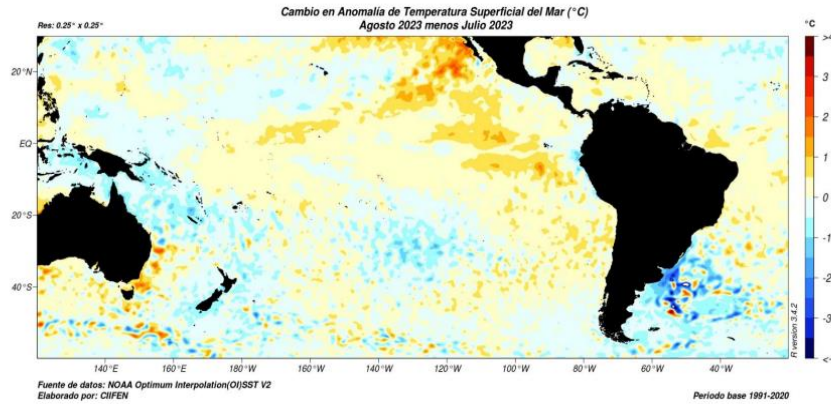 Cambio en Anomalía de Temperatura Superficial del Mar (°C)
Agosto 2023 menos Julio 2023
Res: 0.25° x 0.25°
°C
>4
3
2
1
0
-1
-2
-3
<-4
20°N
EQ
20°S
40°S
140°E
160°E
180°
160°W
140°W
120°W
100°W
80°W
60°W
40°W
R version 3.4.2
Fuente de datos: NOAA Optimum Interpolation(OI)SST V2
Elaborado por: CIIFEN
Periodo base 1991-2020